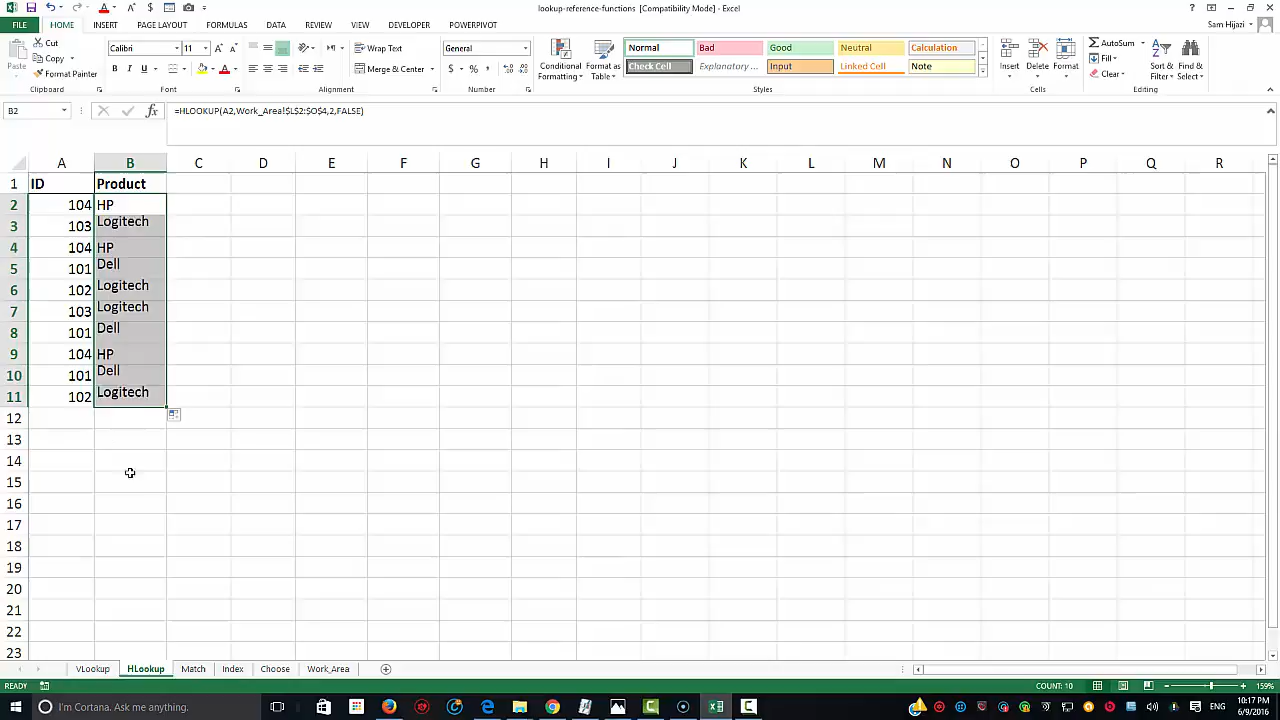 lookup-reference-functions [Compatibility Mode] - Excel
FILE HOME INSERT PAGE LAYOUT FORMULAS DATA REVIEW VIEW DEVELOPER POWERPIVOT Sam Hijazi
Paste Cut Copy Format Painter
Clipboard
Calibri 11
B I U
Font
Wrap Text
Merge & Center
Alignment
General
$ % ,
Number
Conditional Formatting
Format as Table
Normal Bad Good Neutral Calculation
Check Cell Explanatory ... Input Linked Cell Note
Styles
Insert Delete Format
Cells
AutoSum
Fill
Clear
Sort & Filter
Find & Select
Editing
B2 fx =HLOOKUP(A2,Work_Area!$L$2:$O$4,2,FALSE)
A B C D E F G H I J K L M N O P Q R
1 ID Product
2 104 HP
3 103 Logitech
4 104 HP
5 101 Dell
6 102 Logitech
7 103 Logitech
8 101 Dell
9 104 HP
10 101 Dell
11 102 Logitech
12
13
14
15
16
17
18
19
20
21
22
23
VLookup HLookup Match Index Choose Work_Area
READY COUNT: 10 159%
I'm Cortana. Ask me anything.
ENG
10:17 PM
6/9/2016